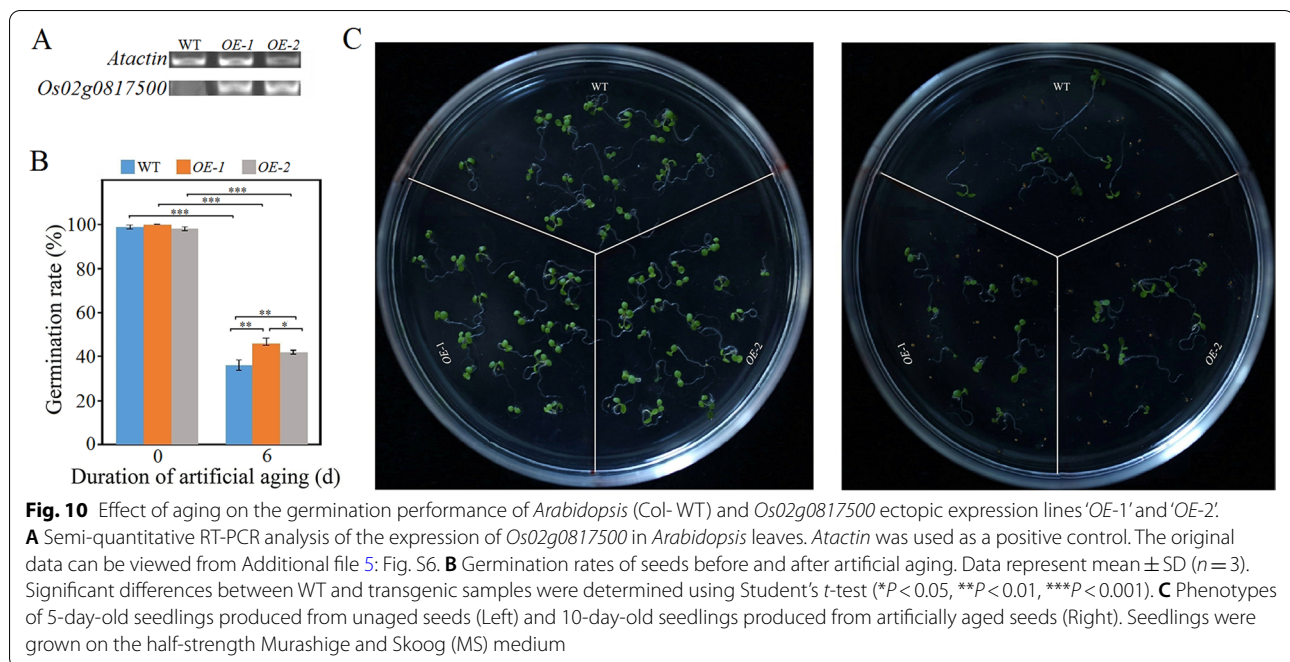 A
WT OE-1 OE-2
Atactin
Os02g0817500
B
WT OE-1 OE-2
***
***
***
**
** *
Germination rate (%)
100
80
60
40
20
0
0 6
Duration of artificial aging (d)
C
WT
OE-1
OE-2
WT
OE-1
OE-2
Fig. 10 Effect of aging on the germination performance of Arabidopsis (Col- WT) and Os02g0817500 ectopic expression lines ‘OE-1’ and ‘OE-2’.
A Semi-quantitative RT-PCR analysis of the expression of Os02g0817500 in Arabidopsis leaves. Atactin was used as a positive control. The original
data can be viewed from Additional file 5: Fig. S6. B Germination rates of seeds before and after artificial aging. Data represent mean ± SD (n = 3).
Significant differences between WT and transgenic samples were determined using Student’s t-test (*P < 0.05, **P < 0.01, ***P < 0.001). C Phenotypes
of 5-day-old seedlings produced from unaged seeds (Left) and 10-day-old seedlings produced from artificially aged seeds (Right). Seedlings were
grown on the half-strength Murashige and Skoog (MS) medium